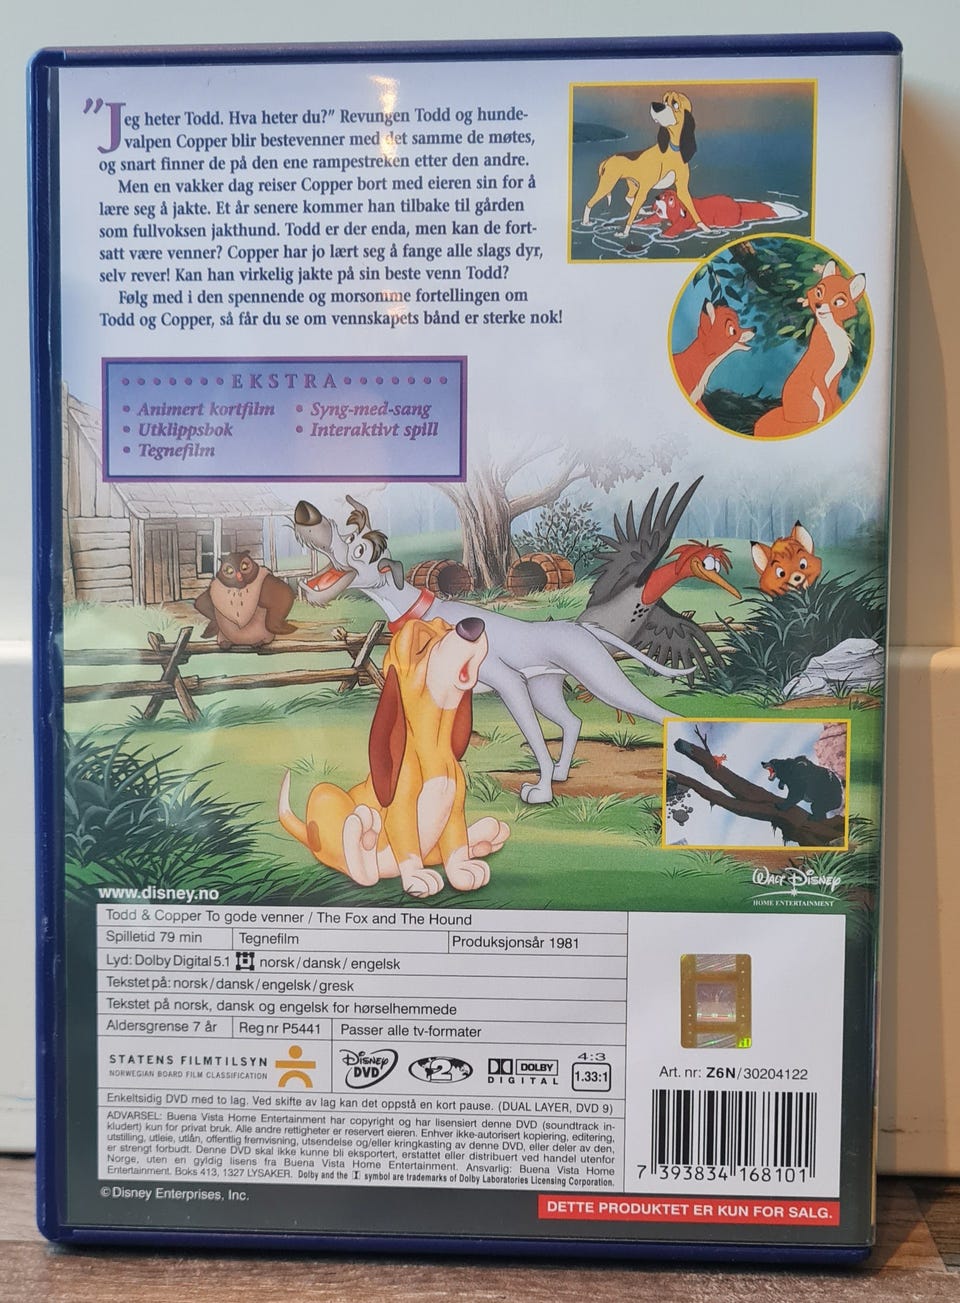 ”Jeg heter Todd. Hva heter du?” Revungen Todd og hunde-
valpen Copper blir bestevenner med det samme de møtes,
og snart finner de på den ene rampestreken etter den andre.
Men en vakker dag reiser Copper bort med eieren sin for å
lære seg å jakte. Et år senere kommer han tilbake til gården
som fullvoksen jakthund. Todd er der enda, men kan de fort-
satt være venner? Copper har jo lært seg å fange alle slags dyr,
selv rever! Kan han virkelig jakte på sin beste venn Todd?
Følg med i den spennende og morsomme fortellingen om
Todd og Copper, så får du se om vennskapets bånd er sterke nok!
EKSTRA
• Animert kortfilm • Syng-med-sang
• Utklippsbok • Interaktivt spill
• Tegnefilm
www.disney.no
WALT DISNEY
HOME ENTERTAINMENT
Todd & Copper To gode venner / The Fox and The Hound
Spilletid 79 min Tegnefilm Produksjonsår 1981
Lyd: Dolby Digital 5.1 norsk/dansk/engelsk
Tekstet på: norsk/dansk/engelsk/gresk
Tekstet på norsk, dansk og engelsk for hørselhemmede
Aldersgrense 7 år Reg nr P5441 Passer alle tv-formater
STATENS FILMTILSYN
NORWEGIAN BOARD FILM CLASSIFICATION
DISNEY DVD
2
DOLBY DIGITAL
4:3
1.33:1
Enkeltsidig DVD med to lag. Ved skifte av lag kan det oppstå en kort pause. (DUAL LAYER, DVD 9)
ADVARSEL: Buena Vista Home Entertainment har copyright og har lisensiert denne DVD (soundtrack in-
kludert) kun for privat bruk. Alle andre rettigheter er reservert eieren. Enhver ikke-autorisert kopiering, editering,
utstilling, utleie, utlån, offentlig fremvisning, utsendelse og/eller kringkasting av denne DVD, eller deler av den,
er strengt forbudt. Denne DVD skal ikke kunne bli eksportert, erstattet eller distribuert ved handel utenfor
Norge, uten en gyldig lisens fra Buena Vista Home Entertainment. Ansvarlig: Buena Vista Home
Entertainment. Boks 413, 1327 LYSAKER. Dolby and the symbol are trademarks of Dolby Laboratories Licensing Corporation.
Art. nr: Z6N/30204122
7 393834 168101
© Disney Enterprises, Inc.
DETTE PRODUKTET ER KUN FOR SALG.